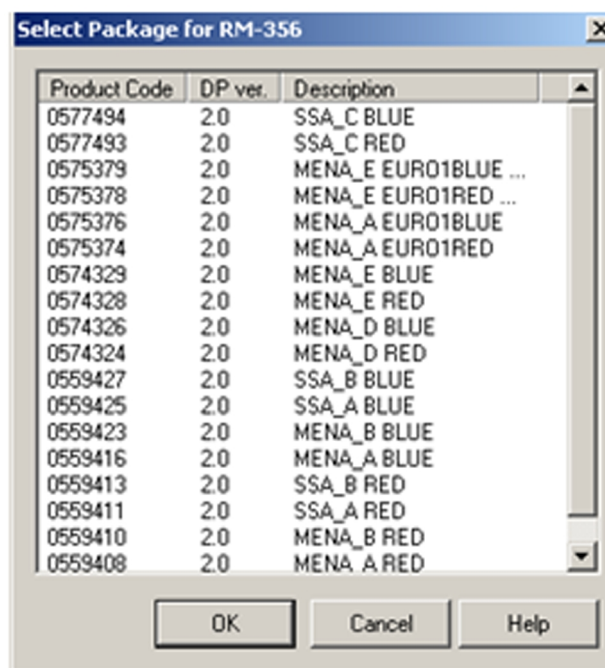 Select Package for RM-356
Product Code DP ver. Description
0577494 2.0 SSA_C BLUE
0577493 2.0 SSA_C RED
0575379 2.0 MENA_E EURO1BLUE ...
0575378 2.0 MENA_E EURO1RED ...
0575376 2.0 MENA_A EURO1BLUE
0575374 2.0 MENA_A EURO1RED
0574329 2.0 MENA_E BLUE
0574328 2.0 MENA_E RED
0574326 2.0 MENA_D BLUE
0574324 2.0 MENA_D RED
0559427 2.0 SSA_B BLUE
0559425 2.0 SSA_A BLUE
0559423 2.0 MENA_B BLUE
0559416 2.0 MENA_A BLUE
0559413 2.0 SSA_B RED
0559411 2.0 SSA_A RED
0559410 2.0 MENA_B RED
0559408 2.0 MENA_A RED
OK Cancel Help